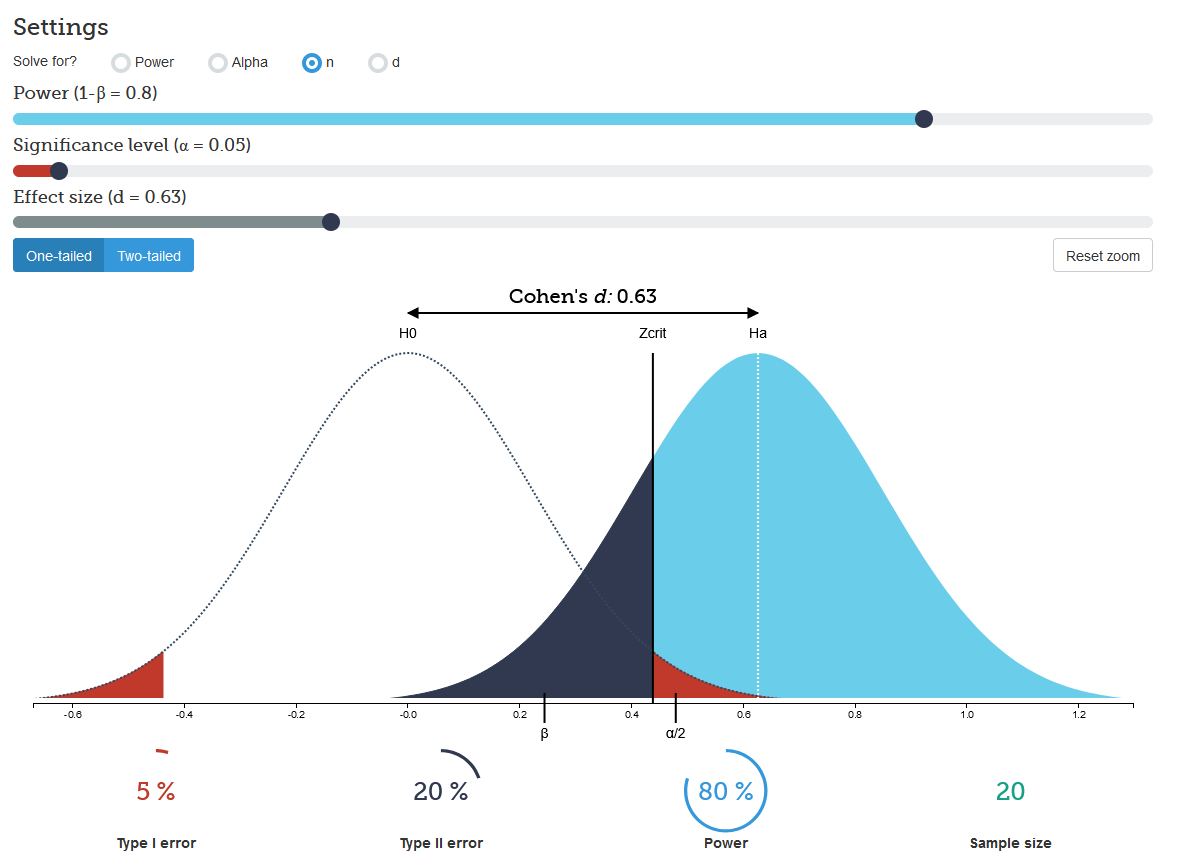 Settings
Solve for? Power Alpha n d
Power (1-β = 0.8)
Significance level (α = 0.05)
Effect size (d = 0.63)
One-tailed Two-tailed Reset zoom
Cohen's d: 0.63
H0 Zcrit Ha
-0.6 -0.4 -0.2 -0.0 0.2 0.4 0.6 0.8 1.0 1.2
β α/2
5 % 20 % 80 % 20
Type I error Type II error Power Sample size